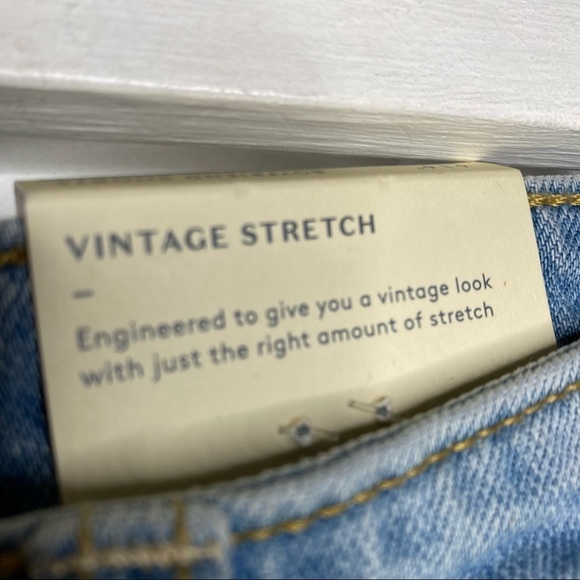 VINTAGE STRETCH
Engineered to give you a vintage look
with just the right amount of stretch